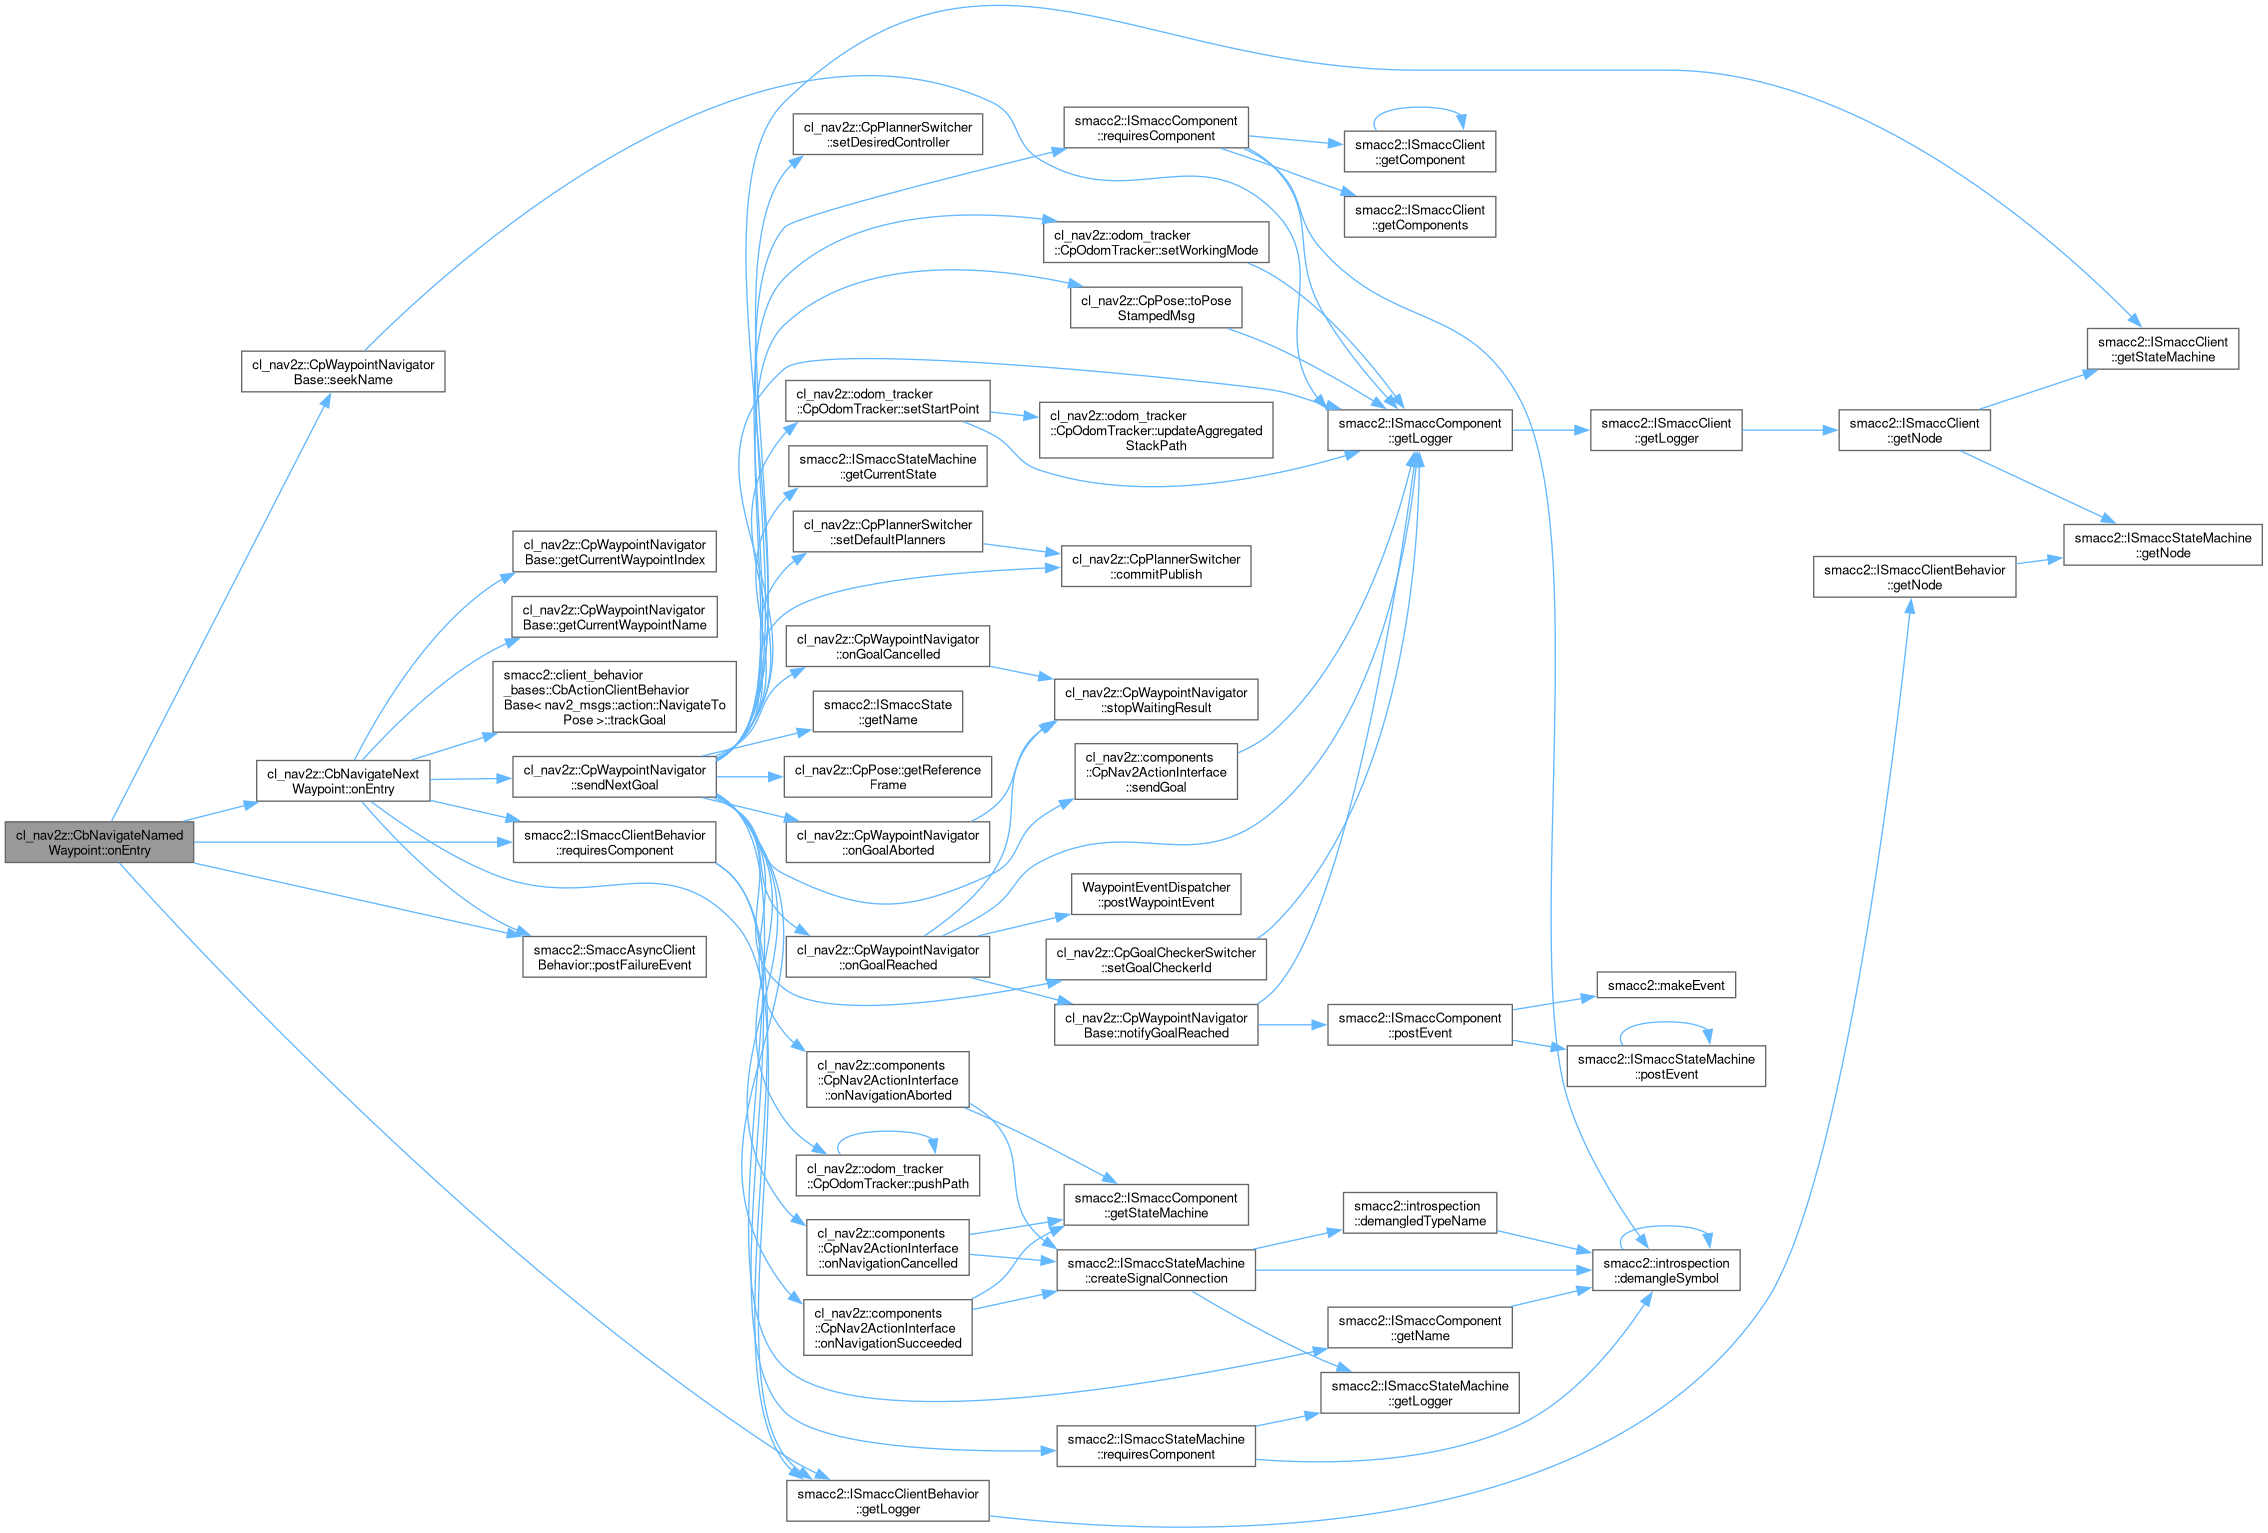 cl_nav2z::CbNavigateNamed
Waypoint::onEntry
cl_nav2z::CpWaypointNavigator
Base::seekName
cl_nav2z::CbNavigateNext
Waypoint::onEntry
cl_nav2z::CpWaypointNavigator
Base::getCurrentWaypointIndex
cl_nav2z::CpWaypointNavigator
Base::getCurrentWaypointName
smacc2::client_behavior
_bases::CbActionClientBehavior
Base< nav2_msgs::action::NavigateTo
Pose >::trackGoal
cl_nav2z::CpWaypointNavigator
::sendNextGoal
smacc2::ISmaccClientBehavior
::requiresComponent
smacc2::SmaccAsyncClient
Behavior::postFailureEvent
cl_nav2z::CpPlannerSwitcher
::setDesiredController
cl_nav2z::odom_tracker
::CpOdomTracker::setStartPoint
smacc2::ISmaccStateMachine
::getCurrentState
cl_nav2z::CpPlannerSwitcher
::setDefaultPlanners
cl_nav2z::CpWaypointNavigator
::onGoalCancelled
smacc2::ISmaccState
::getName
cl_nav2z::CpPose::getReference
Frame
cl_nav2z::CpWaypointNavigator
::onGoalAborted
cl_nav2z::CpWaypointNavigator
::onGoalReached
cl_nav2z::components
::CpNav2ActionInterface
::onNavigationAborted
cl_nav2z::odom_tracker
::CpOdomTracker::pushPath
cl_nav2z::components
::CpNav2ActionInterface
::onNavigationCancelled
cl_nav2z::components
::CpNav2ActionInterface
::onNavigationSucceeded
smacc2::ISmaccClientBehavior
::getLogger
smacc2::ISmaccComponent
::requiresComponent
cl_nav2z::odom_tracker
::CpOdomTracker::setWorkingMode
cl_nav2z::CpPose::toPose
StampedMsg
cl_nav2z::odom_tracker
::CpOdomTracker::updateAggregated
StackPath
cl_nav2z::CpPlannerSwitcher
::commitPublish
cl_nav2z::CpWaypointNavigator
::stopWaitingResult
cl_nav2z::components
::CpNav2ActionInterface
::sendGoal
WaypointEventDispatcher
::postWaypointEvent
cl_nav2z::CpGoalCheckerSwitcher
::setGoalCheckerId
cl_nav2z::CpWaypointNavigator
Base::notifyGoalReached
smacc2::ISmaccComponent
::getStateMachine
smacc2::ISmaccStateMachine
::createSignalConnection
smacc2::ISmaccStateMachine
::requiresComponent
smacc2::ISmaccClient
::getComponent
smacc2::ISmaccClient
::getComponents
smacc2::ISmaccComponent
::getLogger
smacc2::ISmaccComponent
::postEvent
smacc2::introspection
::demangledTypeName
smacc2::ISmaccComponent
::getName
smacc2::ISmaccStateMachine
::getLogger
smacc2::ISmaccClient
::getLogger
smacc2::makeEvent
smacc2::ISmaccStateMachine
::postEvent
smacc2::introspection
::demangleSymbol
smacc2::ISmaccClient
::getNode
smacc2::ISmaccClientBehavior
::getNode
smacc2::ISmaccClient
::getStateMachine
smacc2::ISmaccStateMachine
::getNode